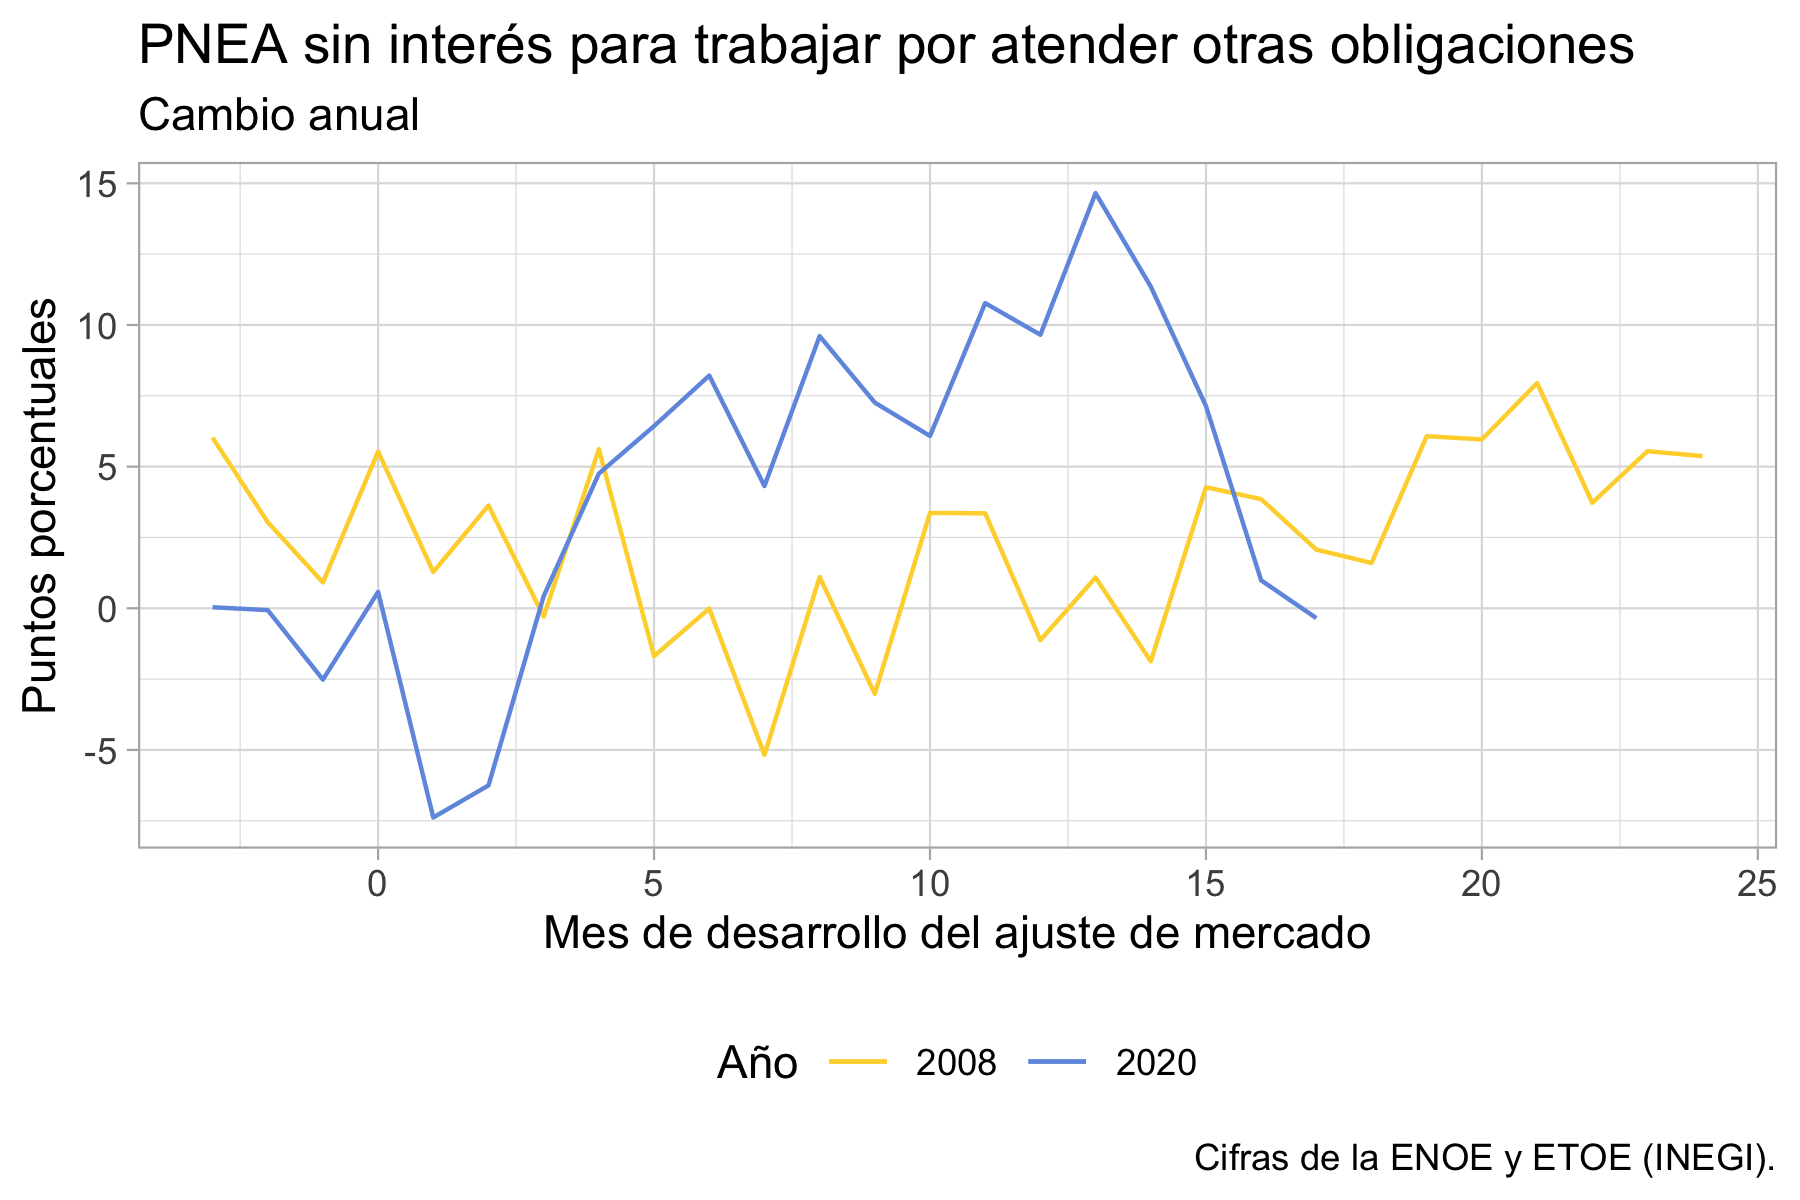 PNEA sin interés para trabajar por atender otras obligaciones
Cambio anual
Puntos porcentuales
15
10
5
0
-5
0 5 10 15 20 25
Mes de desarrollo del ajuste de mercado
Año 2008 2020
Cifras de la ENOE y ETOE (INEGI).